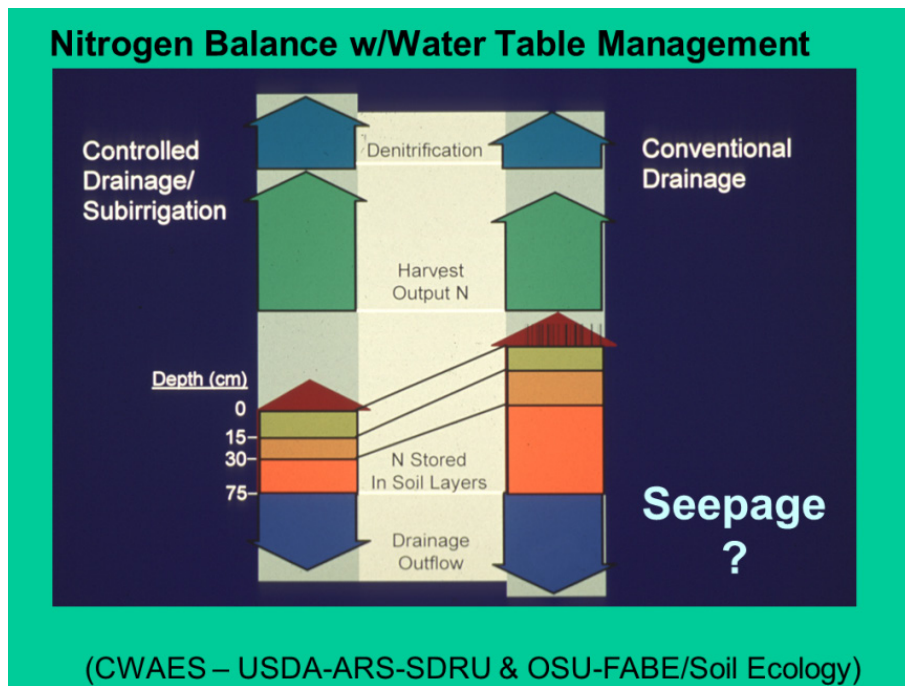 Nitrogen Balance w/Water Table Management
Controlled
Drainage/
Subirrigation
Denitrification
Conventional
Drainage
Harvest
Output N
Depth (cm)
0
15
30
75
N Stored
In Soil Layers
Drainage
Outflow
Seepage
?
(CWAES – USDA-ARS-SDRU & OSU-FABE/Soil Ecology)